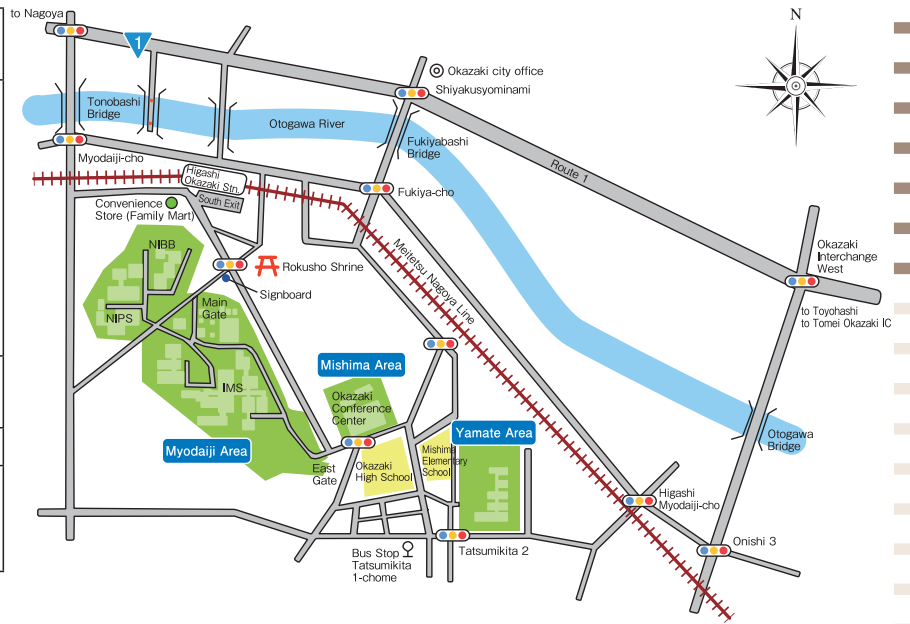 to Nagoya
1
N
Okazaki city office
Shiyakusyominami
Tonobashi
Bridge
Otogawa River
Fukiyabashi
Bridge
Route 1
Myodaiji-cho
Higashi
Okazaki Stn.
South Exit
Fukiya-cho
Convenience
Store (Family Mart)
Meitetsu Nagoya Line
Okazaki
Interchange
West
NIBB
Rokusho Shrine
Signboard
to Toyohashi
to Tomei Okazaki IC
Main
Gate
NIPS
Mishima Area
IMS
Okazaki
Conference
Center
Yamate Area
Otogawa
Bridge
Myodaiji Area
East
Gate
Okazaki
High School
Mishima
Elementary
School
Higashi
Myodaiji-cho
Onishi 3
Bus Stop
Tatsumikita
1-chome
Tatsumikita 2